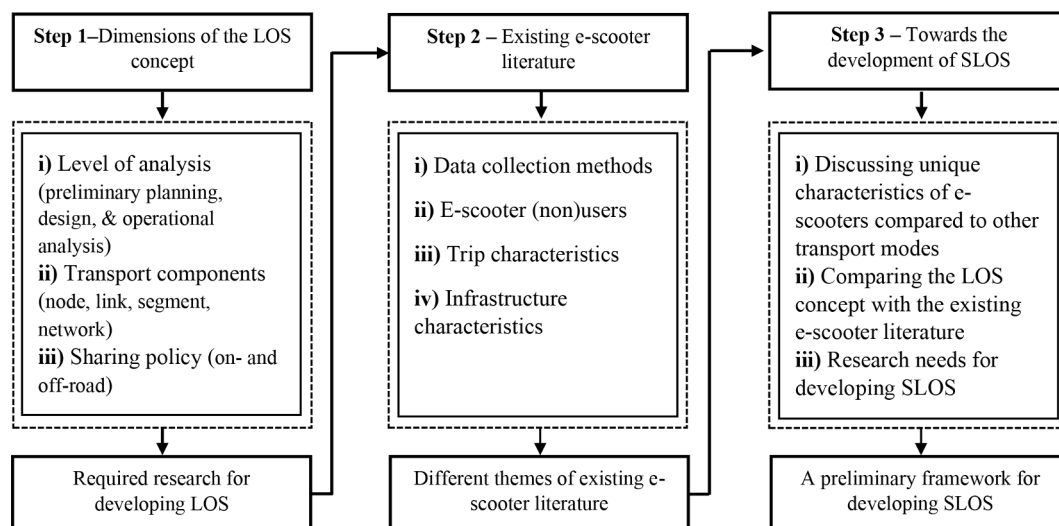 Step 1–Dimensions of the LOS
concept
i) Level of analysis
(preliminary planning,
design, & operational
analysis)
ii) Transport components
(node, link, segment,
network)
iii) Sharing policy (on- and
off-road)
Required research for
developing LOS
Step 2 – Existing e-scooter
literature
i) Data collection methods
ii) E-scooter (non)users
iii) Trip characteristics
iv) Infrastructure
characteristics
Different themes of existing e-
scooter literature
Step 3 – Towards the
development of SLOS
i) Discussing unique
characteristics of e-
scooters compared to other
transport modes
ii) Comparing the LOS
concept with the existing
e-scooter literature
iii) Research needs for
developing SLOS
A preliminary framework for
developing SLOS